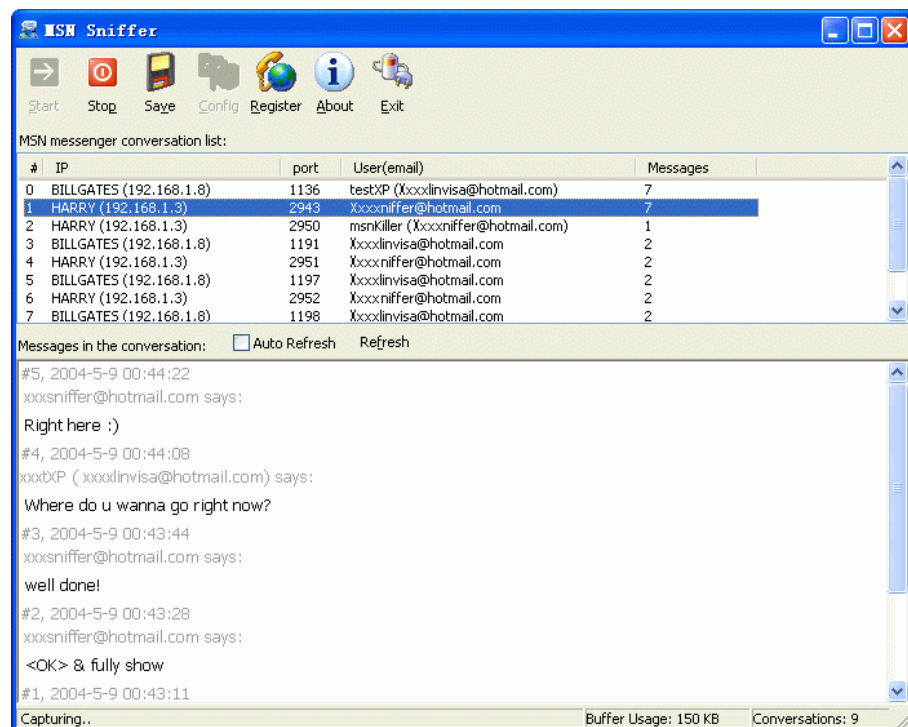 MSN Sniffer
Start Stop Save Config Register About Exit
MSN messenger conversation list:
# IP port User(email) Messages
0 BILLGATES (192.168.1.8) 1136 testXP (Xxxxlinvisa@hotmail.com) 7
1 HARRY (192.168.1.3) 2943 Xxxxniffer@hotmail.com 7
2 HARRY (192.168.1.3) 2950 msnKiller (Xxxxniffer@hotmail.com) 1
3 BILLGATES (192.168.1.8) 1191 Xxxxlinvisa@hotmail.com 2
4 HARRY (192.168.1.3) 2951 Xxxxniffer@hotmail.com 2
5 BILLGATES (192.168.1.8) 1197 Xxxxlinvisa@hotmail.com 2
6 HARRY (192.168.1.3) 2952 Xxxxniffer@hotmail.com 2
7 BILLGATES (192.168.1.8) 1198 Xxxxlinvisa@hotmail.com 2
Messages in the conversation: Auto Refresh Refresh
#5, 2004-5-9 00:44:22
xxxsniffer@hotmail.com says:
Right here :)
#4, 2004-5-9 00:44:08
xxxtXP ( xxxxlinvisa@hotmail.com) says:
Where do u wanna go right now?
#3, 2004-5-9 00:43:44
xxxsniffer@hotmail.com says:
well done!
#2, 2004-5-9 00:43:28
xxxsniffer@hotmail.com says:
<OK> & fully show
#1, 2004-5-9 00:43:11
Capturing.. Buffer Usage: 150 KB Conversations: 9